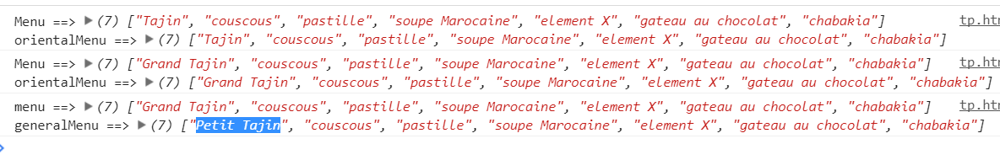 Menu ==> ▶(7) ["Tajin", "couscous", "pastille", "soupe Marocaine", "element X", "gateau au chocolat", "chabakia"] tp.htm
orientalMenu ==> ▶(7) ["Tajin", "couscous", "pastille", "soupe Marocaine", "element X", "gateau au chocolat", "chabakia"]
Menu ==> ▶(7) ["Grand Tajin", "couscous", "pastille", "soupe Marocaine", "element X", "gateau au chocolat", "chabakia"] tp.htm
orientalMenu ==> ▶(7) ["Grand Tajin", "couscous", "pastille", "soupe Marocaine", "element X", "gateau au chocolat", "chabakia"]
menu ==> ▶(7) ["Grand Tajin", "couscous", "pastille", "soupe Marocaine", "element X", "gateau au chocolat", "chabakia"] tp.htm
generalMenu ==> ▶(7) ["Petit Tajin", "couscous", "pastille", "soupe Marocaine", "element X", "gateau au chocolat", "chabakia"]